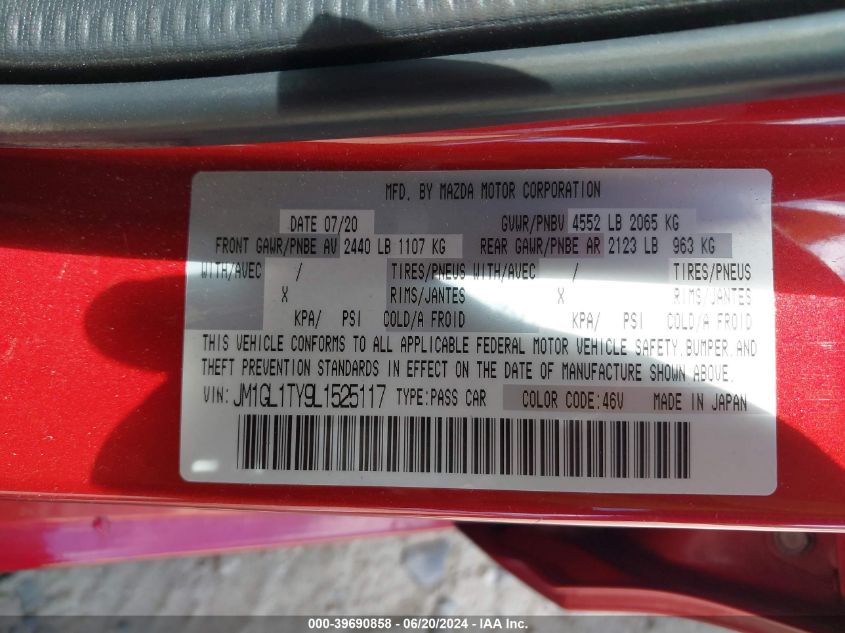 MFD. BY MAZDA MOTOR CORPORATION
DATE 07/20 GVWR/PNBV 4552 LB 2065 KG
FRONT GAWR/PNBE AV 2440 LB 1107 KG REAR GAWR/PNBE AR 2123 LB 963 KG
WITH/AVEC / TIRES/PNEUS WITH/AVEC / TIRES/PNEUS
X RIMS/JANTES X RIMS/JANTES
KPA/ PSI COLD/A FROID KPA/ PSI COLD/A FROID
THIS VEHICLE CONFORMS TO ALL APPLICABLE FEDERAL MOTOR VEHICLE SAFETY, BUMPER, AND
THEFT PREVENTION STANDARDS IN EFFECT ON THE DATE OF MANUFACTURE SHOWN ABOVE.
VIN: JM1GL1TY9L1525117 TYPE:PASS CAR COLOR CODE:46V MADE IN JAPAN
000-39690858 - 06/20/2024 - IAA, Inc.